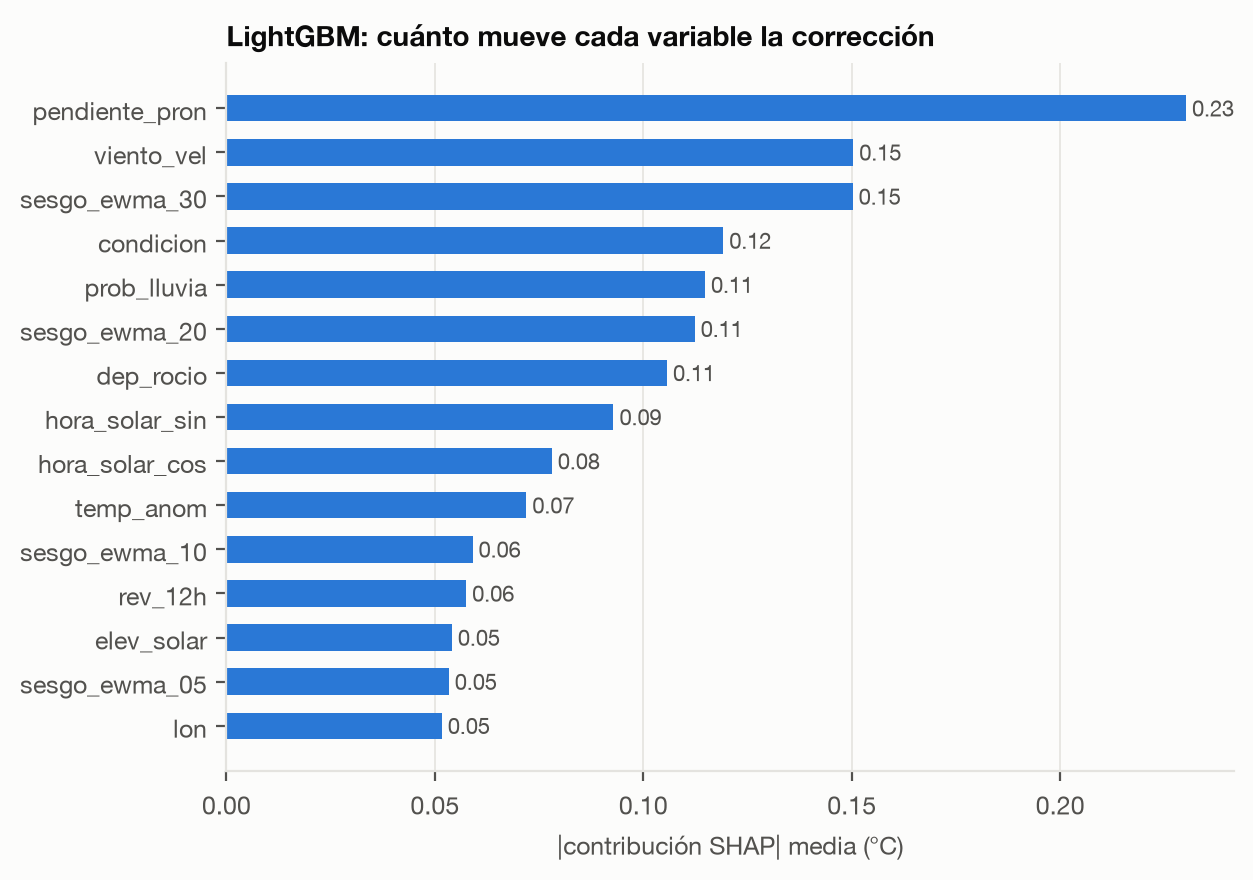 LightGBM: cuánto mueve cada variable la corrección
pendiente_pron 0.23
viento_vel 0.15
sesgo_ewma_30 0.15
condicion 0.12
prob_lluvia 0.11
sesgo_ewma_20 0.11
dep_rocio 0.11
hora_solar_sin 0.09
hora_solar_cos 0.08
temp_anom 0.07
sesgo_ewma_10 0.06
rev_12h 0.06
elev_solar 0.05
sesgo_ewma_05 0.05
lon 0.05
0.00 0.05 0.10 0.15 0.20
|contribución SHAP| media (°C)